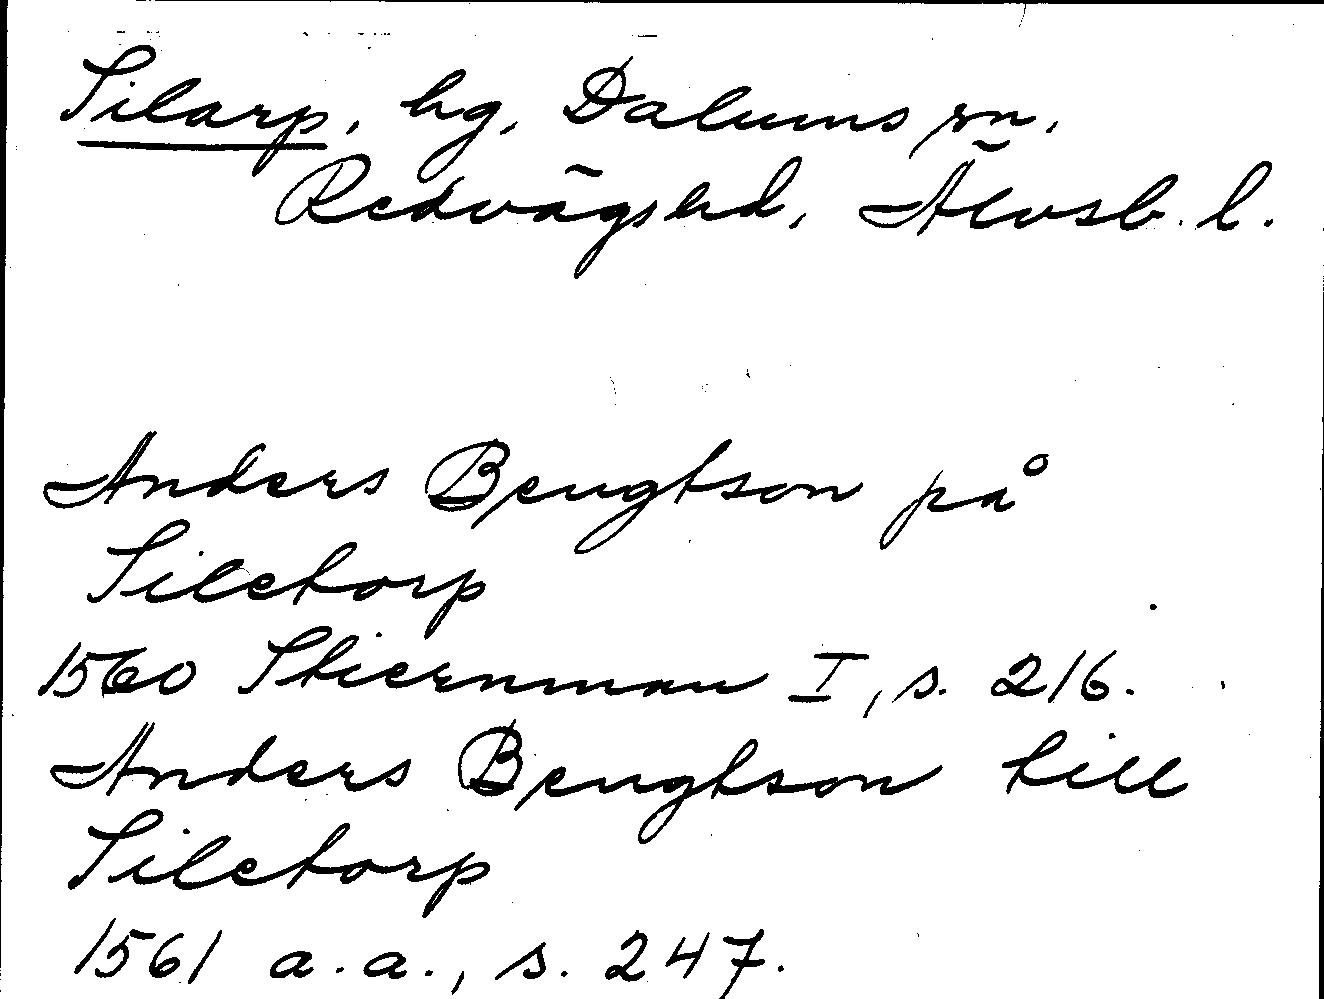 Silarp, hg, Dalums sn,
Redvägs hd, Älvsb. l.
Anders Bengtson på
Siletorp
1560 Stiernman I, s. 216.
Anders Bengtson till
Siletorp
1561 a.a., s. 247.